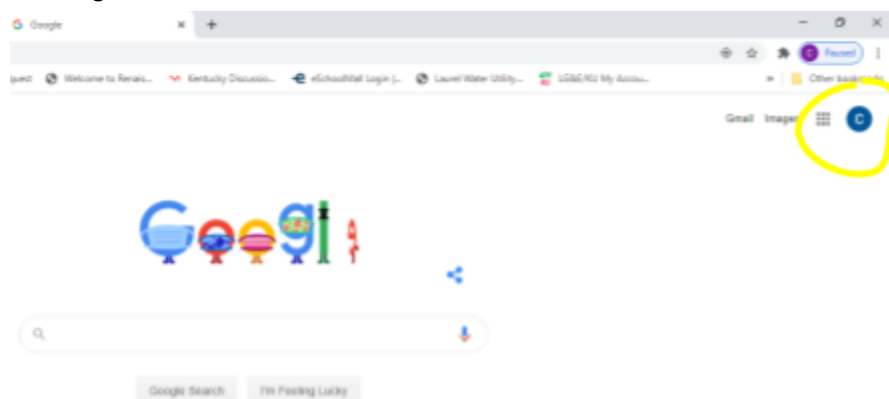 Google × +
C Paused
Welcome to Renais... Kentucky Discussio... eSchoolMall Login |... Laurel Water Utility... LG&E/KU My Accou... » Other bookmarks
Gmail Images C
Googl
Google Search I'm Feeling Lucky